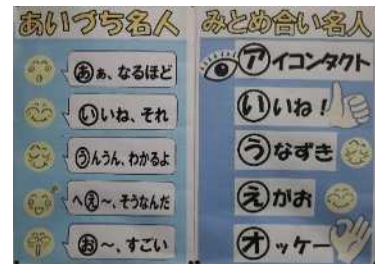 あいづち名人
あぁ、なるほど
いいね、それ
うんうん、わかるよ
へえ～、そうなんだ
お～、すごい
みとめ合い名人
アイコンタクト
いいね!
うなずき
えがお
オッケー